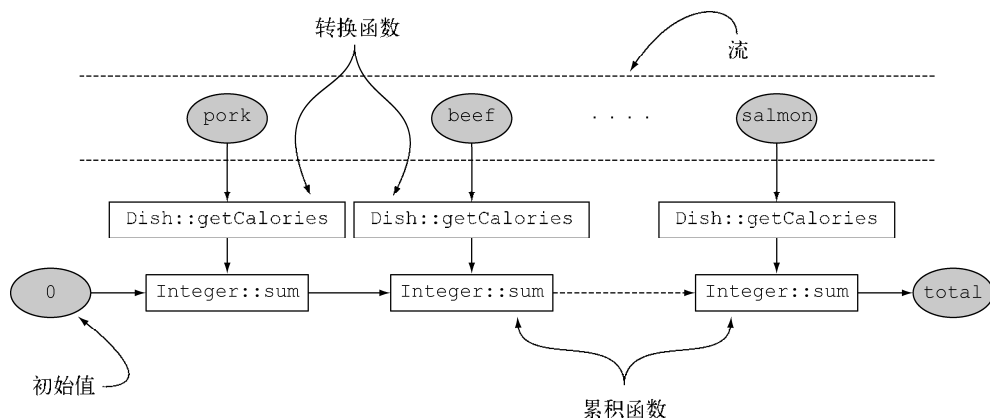 转换函数
流
pork
beef
....
salmon
Dish::getCalories
Dish::getCalories
Dish::getCalories
0
Integer::sum
Integer::sum
Integer::sum
total
初始值
累积函数